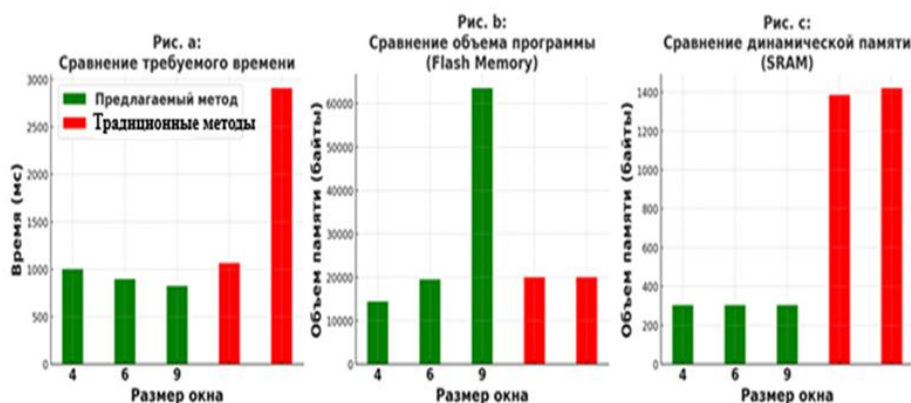 Рис. a:
Сравнение требуемого времени
Время (мс)
3000
2500
2000
1500
1000
500
0
Предлагаемый метод
Традиционные методы
4 6 9
Размер окна
Рис. b:
Сравнение объема программы
(Flash Memory)
Объем памяти (байты)
60000
50000
40000
30000
20000
10000
0
4 6 9
Размер окна
Рис. c:
Сравнение динамической памяти
(SRAM)
Объем памяти (байты)
1400
1200
1000
800
600
400
200
0
4 6 9
Размер окна